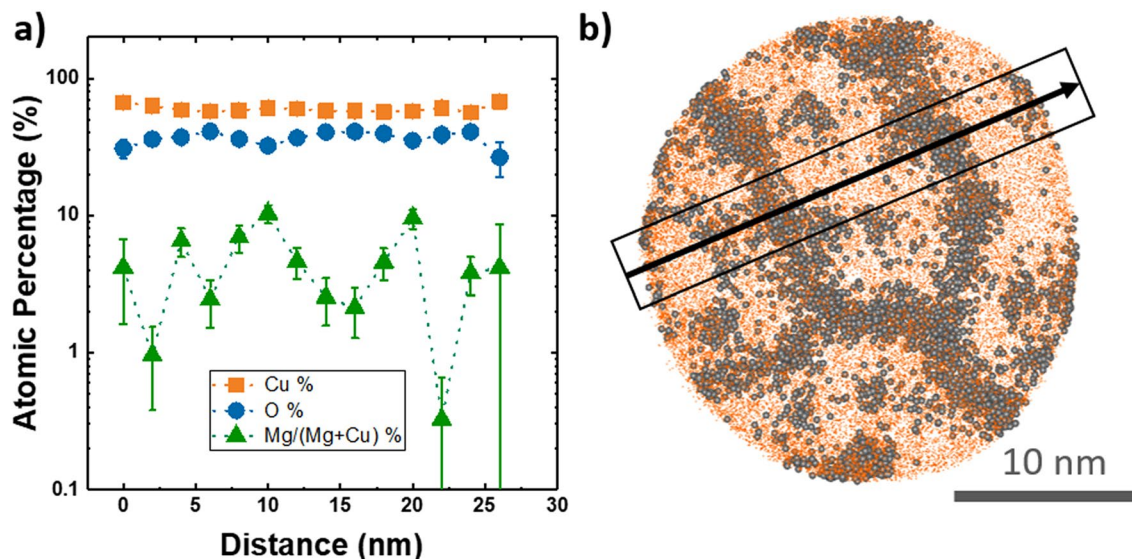 a)
Atomic Percentage (%)
100
10
1
0.1
Cu %
O %
Mg/(Mg+Cu) %
0 5 10 15 20 25 30
Distance (nm)
b)
10 nm